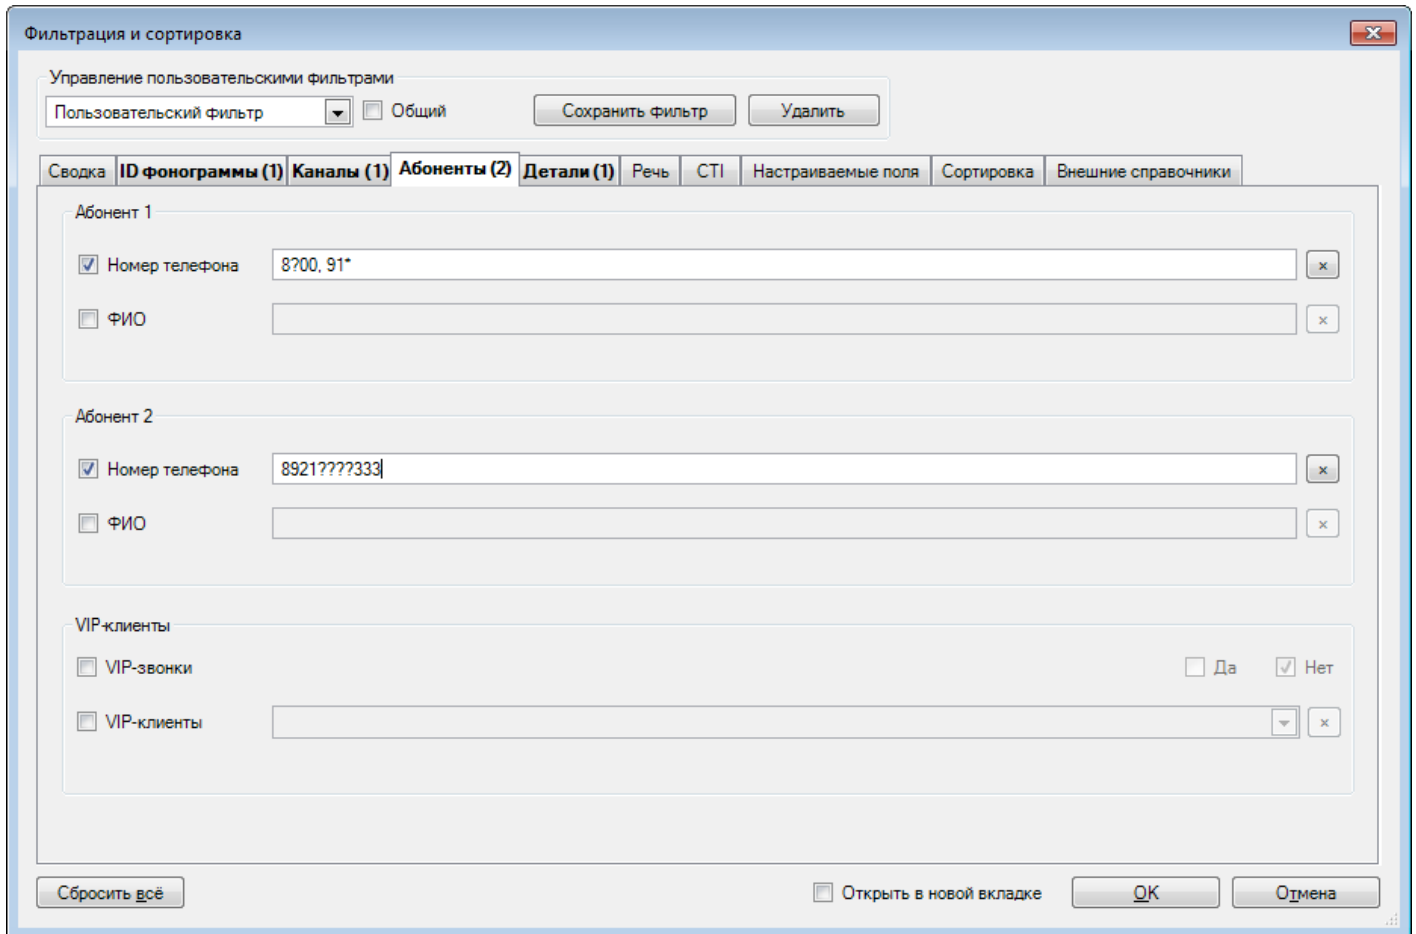 Фильтрация и сортировка
Управление пользовательскими фильтрами
Пользовательский фильтр Общий Сохранить фильтр Удалить
Сводка ID фонограммы (1) Каналы (1) Абоненты (2) Детали (1) Речь CTI Настраиваемые поля Сортировка Внешние справочники
Абонент 1
Номер телефона 8?00, 91*
ФИО
Абонент 2
Номер телефона 8921????333
ФИО
VIP-клиенты
VIP-звонки Да Нет
VIP-клиенты
Сбросить всё Открыть в новой вкладке OK Отмена